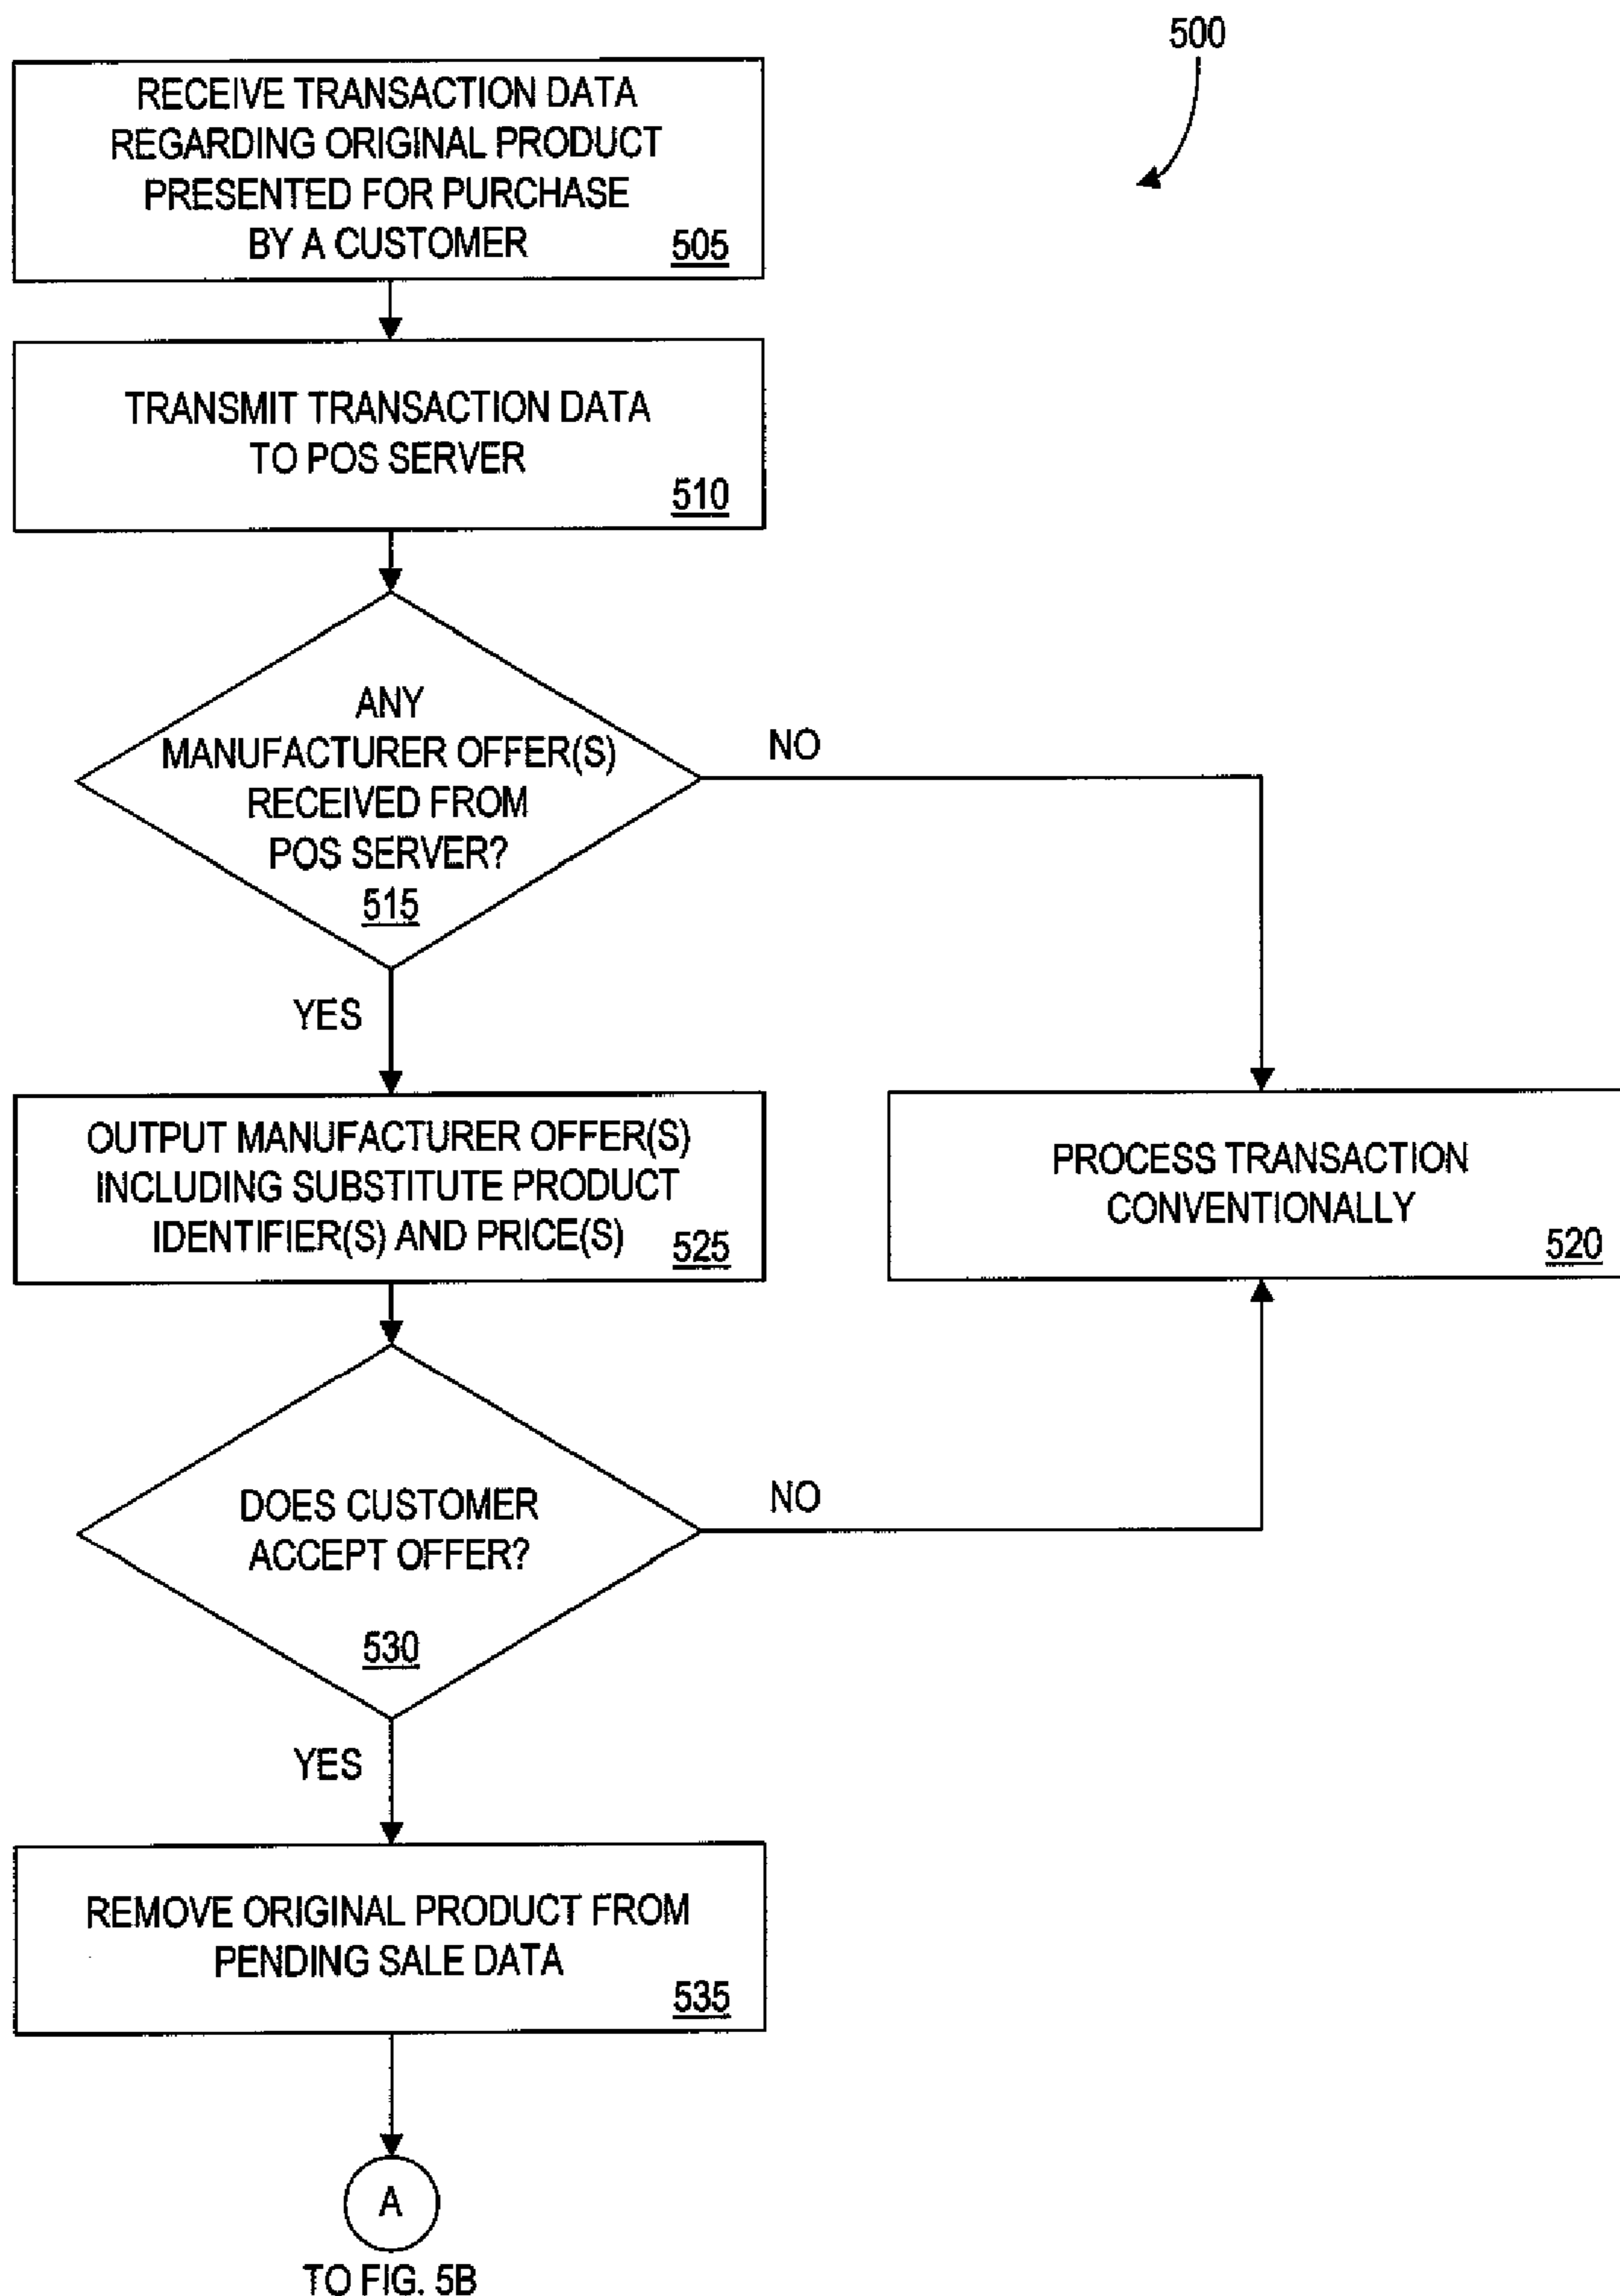 500
RECEIVE TRANSACTION DATA
REGARDING ORIGINAL PRODUCT
PRESENTED FOR PURCHASE
BY A CUSTOMER
505
TRANSMIT TRANSACTION DATA
TO POS SERVER
510
ANY
MANUFACTURER OFFER(S)
RECEIVED FROM
POS SERVER?
515
NO
YES
OUTPUT MANUFACTURER OFFER(S)
INCLUDING SUBSTITUTE PRODUCT
IDENTIFIER(S) AND PRICE(S)
525
PROCESS TRANSACTION
CONVENTIONALLY
520
DOES CUSTOMER
ACCEPT OFFER?
530
NO
YES
REMOVE ORIGINAL PRODUCT FROM
PENDING SALE DATA
535
A
TO FIG. 5B